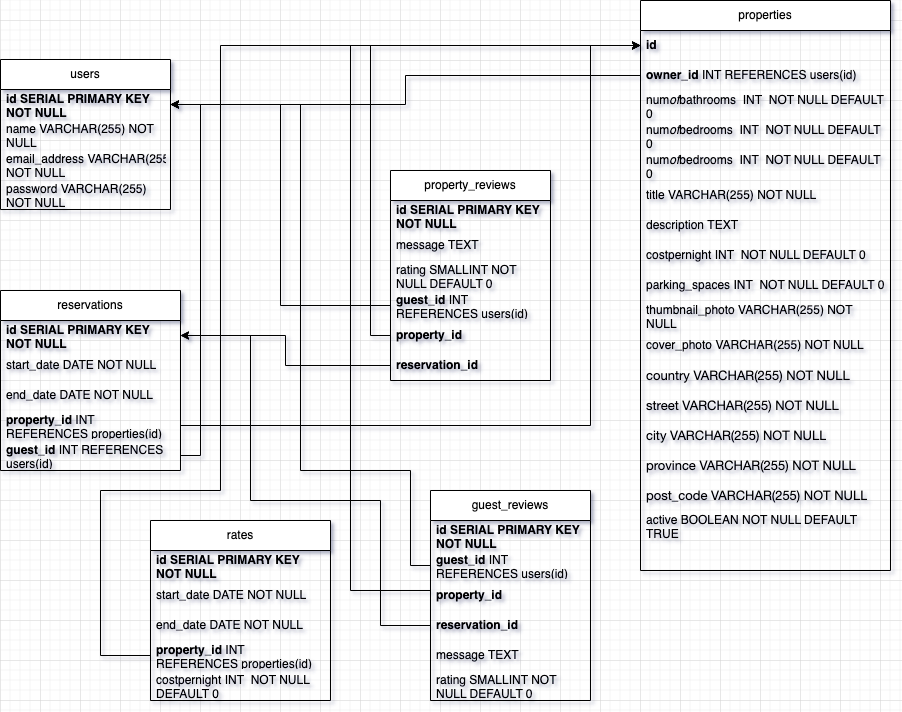 properties
id
owner_id INT REFERENCES users(id)
numofbathrooms INT NOT NULL DEFAULT
0
numofbedrooms INT NOT NULL DEFAULT
0
numofbedrooms INT NOT NULL DEFAULT
0
title VARCHAR(255) NOT NULL
description TEXT
costpernight INT NOT NULL DEFAULT 0
parking_spaces INT NOT NULL DEFAULT 0
thumbnail_photo VARCHAR(255) NOT
NULL
cover_photo VARCHAR(255) NOT NULL
country VARCHAR(255) NOT NULL
street VARCHAR(255) NOT NULL
city VARCHAR(255) NOT NULL
province VARCHAR(255) NOT NULL
post_code VARCHAR(255) NOT NULL
active BOOLEAN NOT NULL DEFAULT
TRUE
users
id SERIAL PRIMARY KEY
NOT NULL
name VARCHAR(255) NOT
NULL
email_address VARCHAR(255
NOT NULL
password VARCHAR(255)
NOT NULL
property_reviews
id SERIAL PRIMARY KEY
NOT NULL
message TEXT
rating SMALLINT NOT
NULL DEFAULT 0
guest_id INT
REFERENCES users(id)
property_id
reservation_id
reservations
id SERIAL PRIMARY KEY
NOT NULL
start_date DATE NOT NULL
end_date DATE NOT NULL
property_id INT
REFERENCES properties(id)
guest_id INT REFERENCES
users(id)
rates
id SERIAL PRIMARY KEY
NOT NULL
start_date DATE NOT NULL
end_date DATE NOT NULL
property_id INT
REFERENCES properties(id)
costpernight INT NOT NULL
DEFAULT 0
guest_reviews
id SERIAL PRIMARY KEY
NOT NULL
guest_id INT
REFERENCES users(id)
property_id
reservation_id
message TEXT
rating SMALLINT NOT
NULL DEFAULT 0